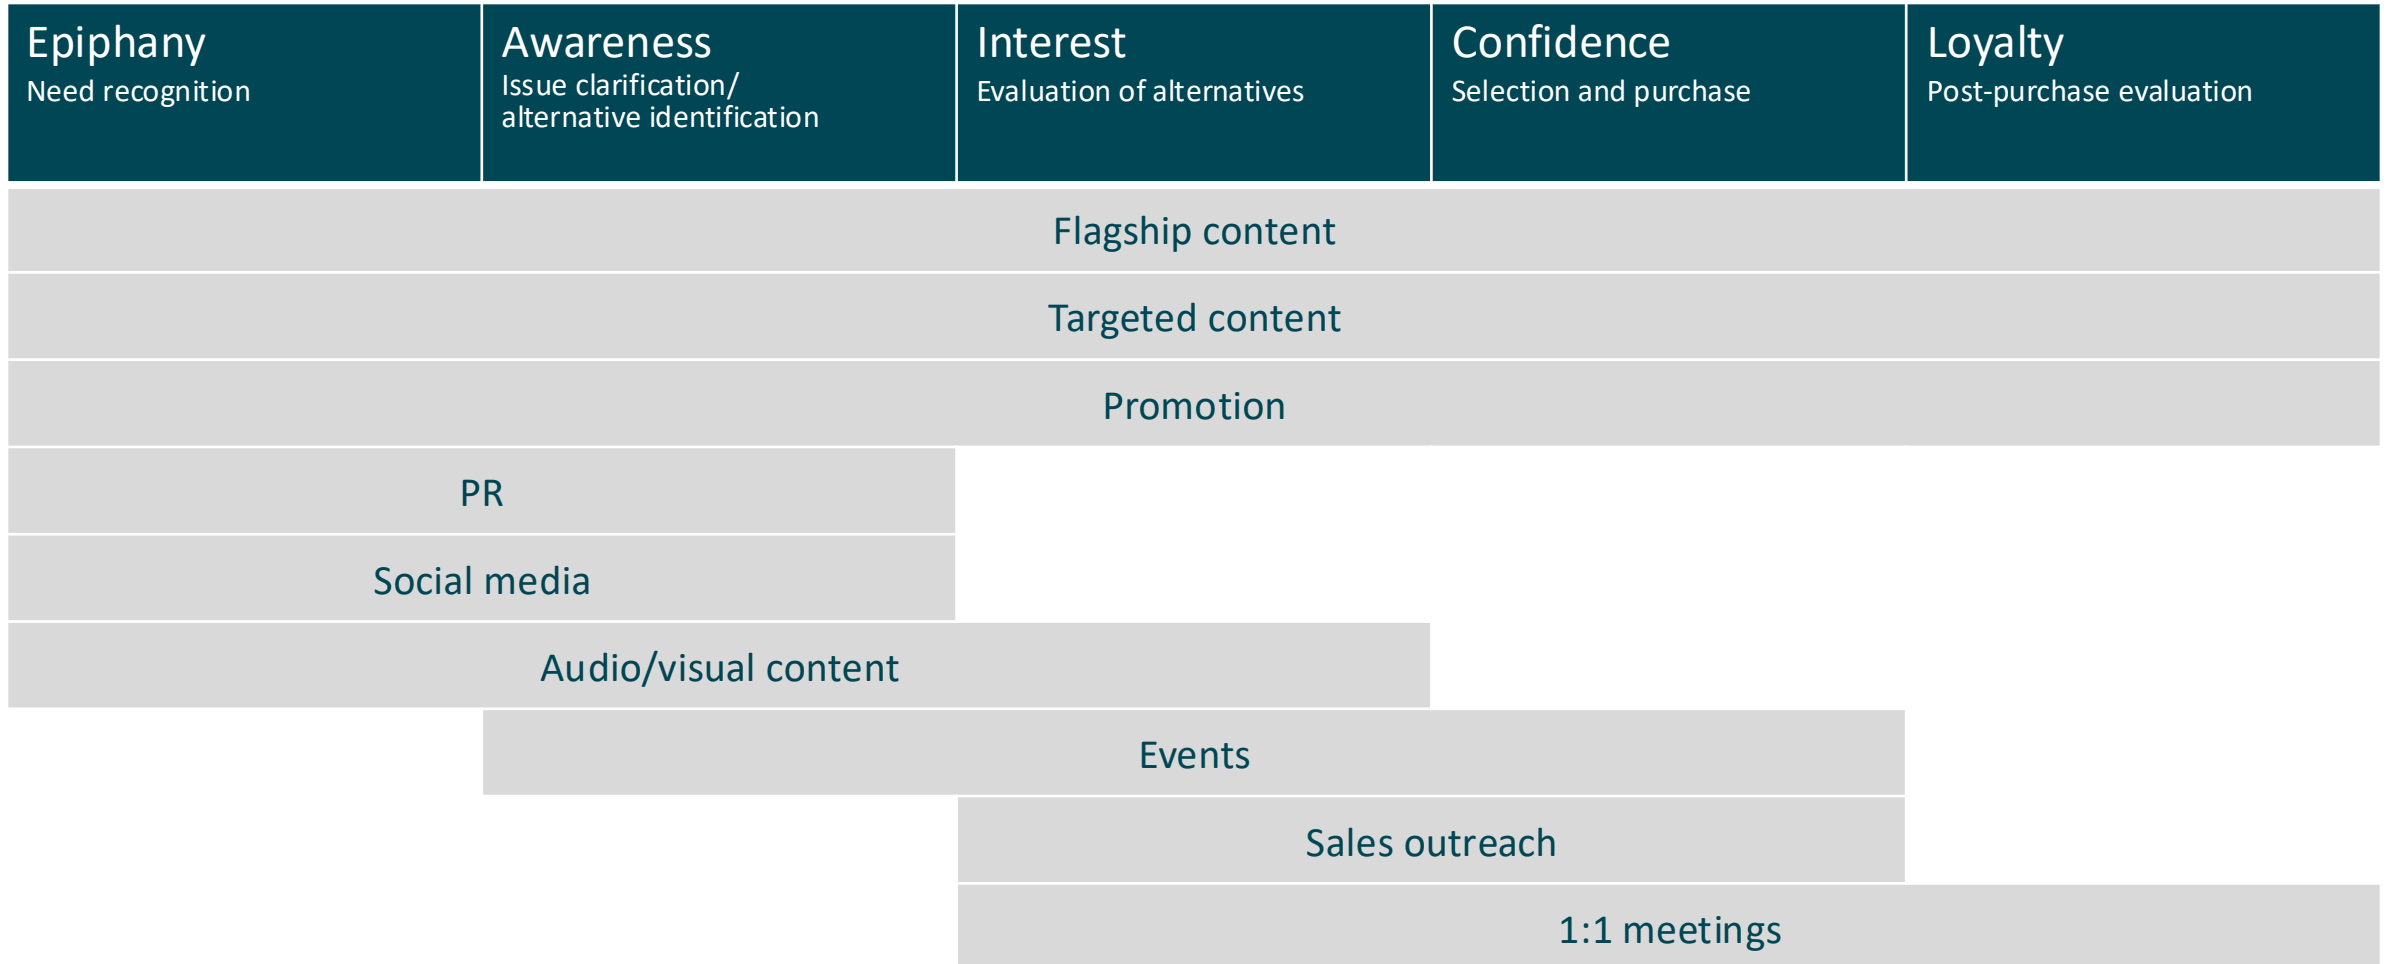 Epiphany
Need recognition
Awareness
Issue clarification/
alternative identification
Interest
Evaluation of alternatives
Confidence
Selection and purchase
Loyalty
Post-purchase evaluation
Flagship content
Targeted content
Promotion
PR
Social media
Audio/visual content
Events
Sales outreach
1:1 meetings